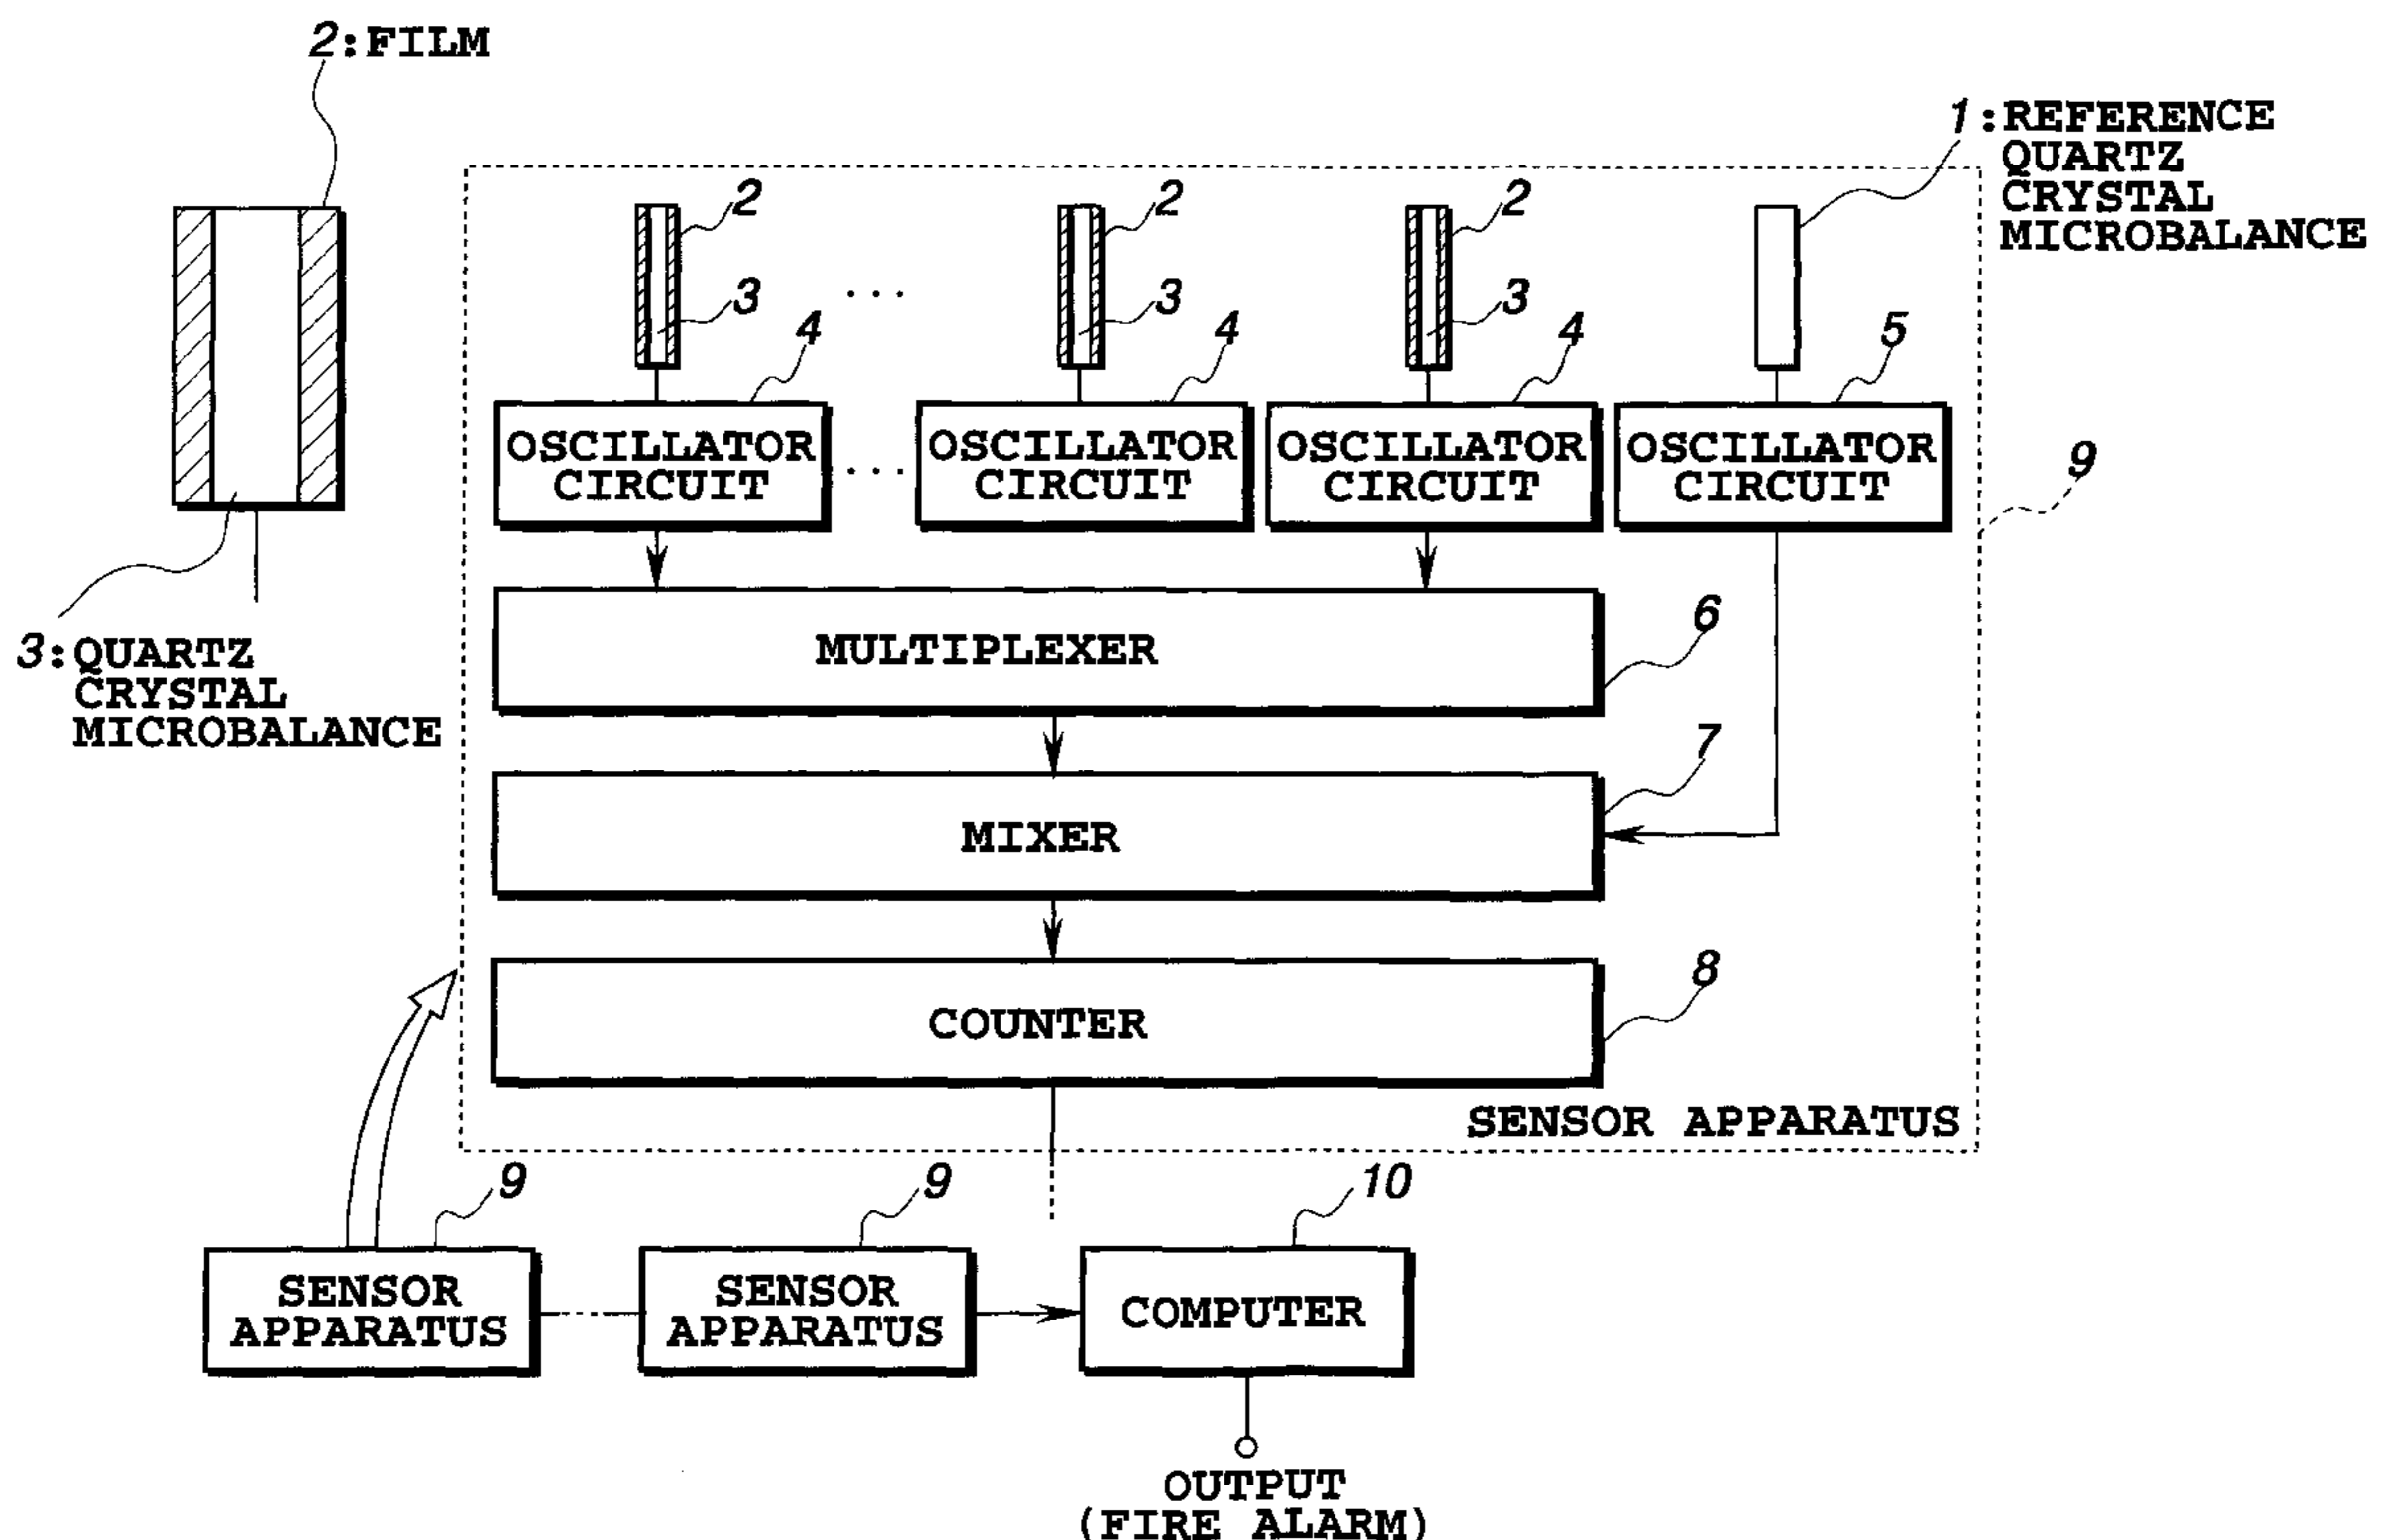 2:FILM
1:REFERENCE
QUARTZ
CRYSTAL
MICROBALANCE
2
2
2
3
3
3
. . .
4
4
4
5
OSCILLATOR
CIRCUIT
. . .
OSCILLATOR
CIRCUIT
OSCILLATOR
CIRCUIT
OSCILLATOR
CIRCUIT
9
3:QUARTZ
CRYSTAL
MICROBALANCE
MULTIPLEXER
6
MIXER
7
COUNTER
8
SENSOR APPARATUS
9
9
10
SENSOR
APPARATUS
SENSOR
APPARATUS
COMPUTER
OUTPUT
(FIRE ALARM)